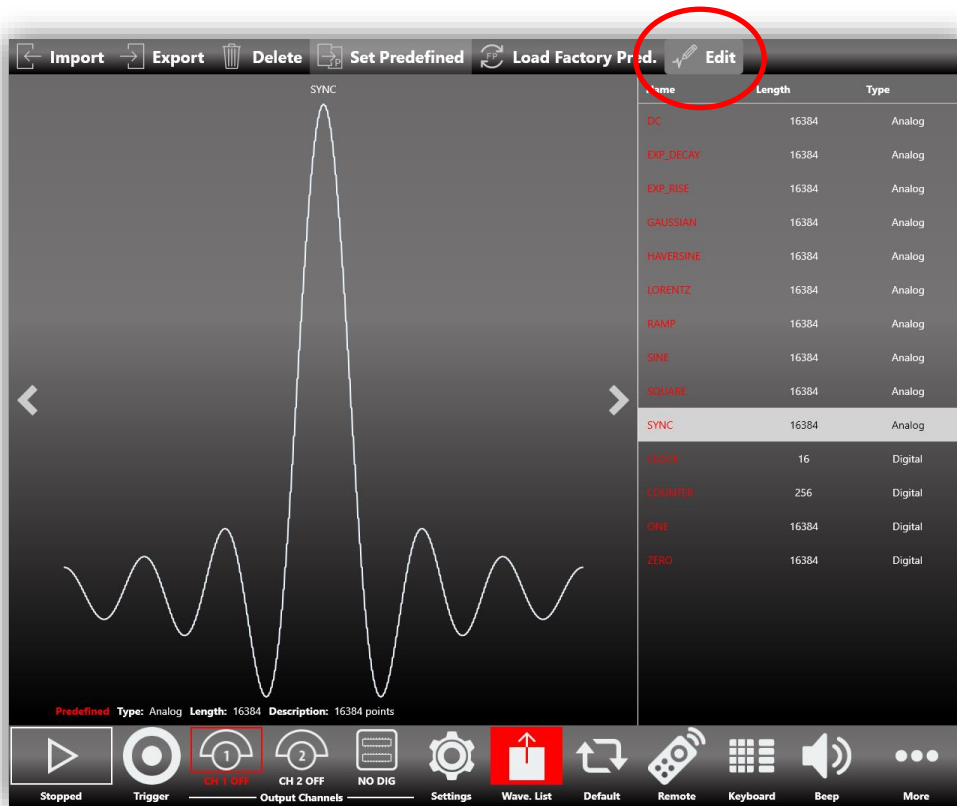 Import Export Delete Set Predefined FP Load Factory Pred. Edit
SYNC
Name Length Type
DC 16384 Analog
EXP_DECAY 16384 Analog
EXP_RISE 16384 Analog
GAUSSIAN 16384 Analog
HAVERSINE 16384 Analog
LORENTZ 16384 Analog
RAMP 16384 Analog
SINE 16384 Analog
SQUARE 16384 Analog
SYNC 16384 Analog
CLOCK 16 Digital
COUNTER 256 Digital
ONE 16384 Digital
ZERO 16384 Digital
Predefined Type: Analog Length: 16384 Description: 16384 points
1 2
CH 1 OFF CH 2 OFF NO DIG
Stopped Trigger Output Channels Settings Wave. List Default Remote Keyboard Beep More